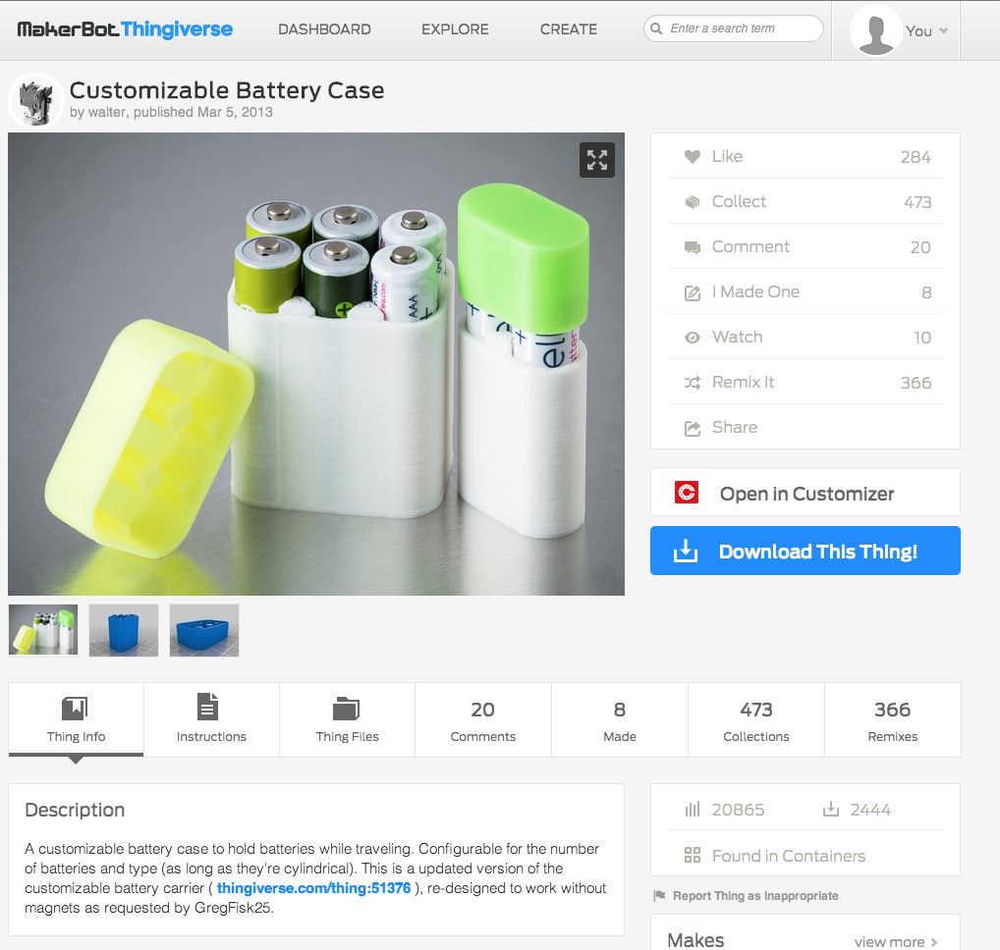 MakerBot Thingiverse
DASHBOARD
EXPLORE
CREATE
Enter a search term
You
Customizable Battery Case
by walter, published Mar 5, 2013
Like 284
Collect 473
Comment 20
I Made One 8
Watch 10
Remix It 366
Share
Open in Customizer
Download This Thing!
AAA
Thing Info
Instructions
Thing Files
20 Comments
8 Made
473 Collections
366 Remixes
Description
A customizable battery case to hold batteries while traveling. Configurable for the number
of batteries and type (as long as they're cylindrical). This is a updated version of the
customizable battery carrier ( thingiverse.com/thing:51376 ), re-designed to work without
magnets as requested by GregFisk25.
20865 2444
Found in Containers
Report Thing as Inappropriate
Makes view more